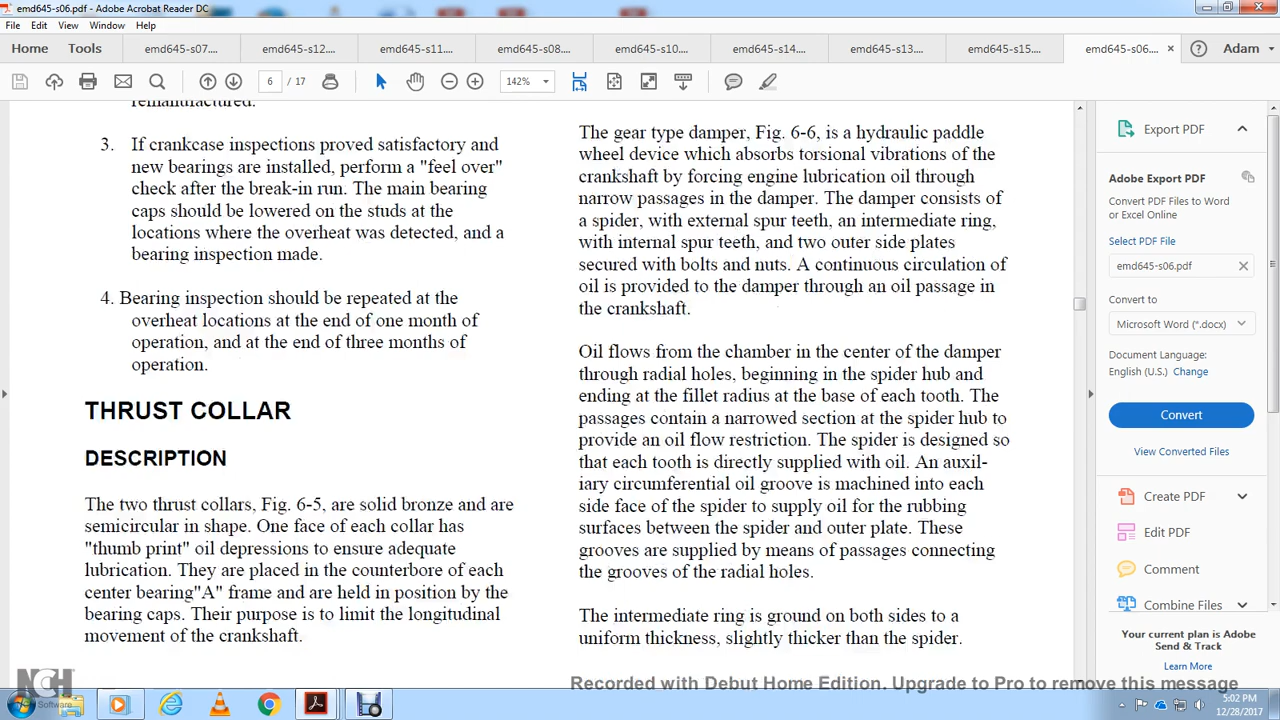 emd645-s06.pdf - Adobe Acrobat Reader DC
File Edit View Window Help
Home Tools emd645-s07.... emd645-s12.... emd645-s11.... emd645-s08.... emd645-s10.... emd645-s14.... emd645-s13.... emd645-s15.... emd645-s06.... × Adam
6 / 17 142%
remanufactured.
3. If crankcase inspections proved satisfactory and
new bearings are installed, perform a "feel over"
check after the break-in run. The main bearing
caps should be lowered on the studs at the
locations where the overheat was detected, and a
bearing inspection made.
4. Bearing inspection should be repeated at the
overheat locations at the end of one month of
operation, and at the end of three months of
operation.
THRUST COLLAR
DESCRIPTION
The two thrust collars, Fig. 6-5, are solid bronze and are
semicircular in shape. One face of each collar has
"thumb print" oil depressions to ensure adequate
lubrication. They are placed in the counterbore of each
center bearing"A" frame and are held in position by the
bearing caps. Their purpose is to limit the longitudinal
movement of the crankshaft.
The gear type damper, Fig. 6-6, is a hydraulic paddle
wheel device which absorbs torsional vibrations of the
crankshaft by forcing engine lubrication oil through
narrow passages in the damper. The damper consists of
a spider, with external spur teeth, an intermediate ring,
with internal spur teeth, and two outer side plates
secured with bolts and nuts. A continuous circulation of
oil is provided to the damper through an oil passage in
the crankshaft.
Oil flows from the chamber in the center of the damper
through radial holes, beginning in the spider hub and
ending at the fillet radius at the base of each tooth. The
passages contain a narrowed section at the spider hub to
provide an oil flow restriction. The spider is designed so
that each tooth is directly supplied with oil. An auxil-
iary circumferential oil groove is machined into each
side face of the spider to supply oil for the rubbing
surfaces between the spider and outer plate. These
grooves are supplied by means of passages connecting
the grooves of the radial holes.
The intermediate ring is ground on both sides to a
uniform thickness, slightly thicker than the spider.
Export PDF
Adobe Export PDF
Convert PDF Files to Word
or Excel Online
Select PDF File
emd645-s06.pdf
Convert to
Microsoft Word (*.docx)
Document Language:
English (U.S.) Change
Convert
View Converted Files
Create PDF
Edit PDF
Comment
Combine Files
Your current plan is Adobe
Send & Track
Learn More
NCH
Software
Recorded with Debut Home Edition. Upgrade to Pro to remove this message
5:02 PM
12/28/2017